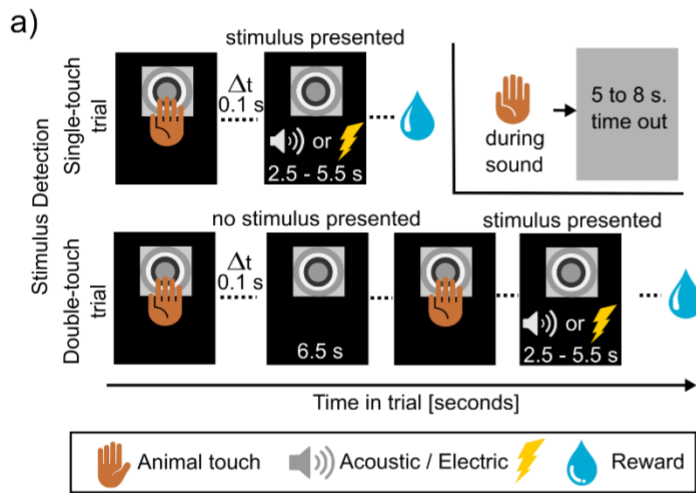 a)
stimulus presented
Stimulus Detection
Single-touch
trial
Δt
0.1 s
or
2.5 - 5.5 s
during
sound
5 to 8 s.
time out
no stimulus presented
stimulus presented
Double-touch
trial
Δt
0.1 s
6.5 s
or
2.5 - 5.5 s
Time in trial [seconds]
Animal touch
Acoustic / Electric
Reward